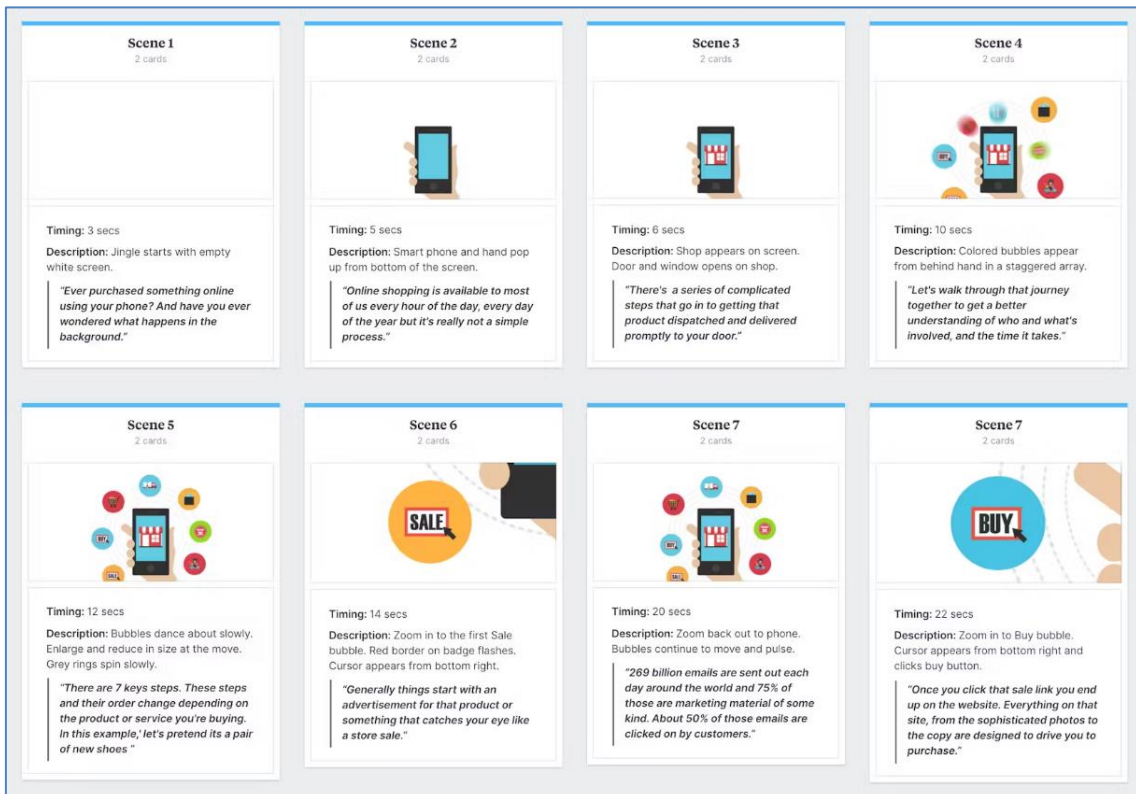 Scene 1
2 cards
Timing: 3 secs
Description: Jingle starts with empty
white screen.
"Ever purchased something online
using your phone? And have you ever
wondered what happens in the
background."
Scene 2
2 cards
Timing: 5 secs
Description: Smart phone and hand pop
up from bottom of the screen.
"Online shopping is available to most
of us every hour of the day, every day
of the year but it's really not a simple
process."
Scene 3
2 cards
Timing: 6 secs
Description: Shop appears on screen.
Door and window opens on shop.
"There's a series of complicated
steps that go in to getting that
product dispatched and delivered
promptly to your door."
Scene 4
2 cards
BUY
Timing: 10 secs
Description: Colored bubbles appear
from behind hand in a staggered array.
"Let's walk through that journey
together to get a better
understanding of who and what's
involved, and the time it takes."
Scene 5
2 cards
BUY
SALE
Timing: 12 secs
Description: Bubbles dance about slowly.
Enlarge and reduce in size at the move.
Grey rings spin slowly.
"There are 7 keys steps. These steps
and their order change depending on
the product or service you're buying.
In this example,' let's pretend its a pair
of new shoes "
Scene 6
2 cards
SALE
Timing: 14 secs
Description: Zoom in to the first Sale
bubble. Red border on badge flashes.
Cursor appears from bottom right.
"Generally things start with an
advertisement for that product or
something that catches your eye like
a store sale."
Scene 7
2 cards
BUY
SALE
Timing: 20 secs
Description: Zoom back out to phone.
Bubbles continue to move and pulse.
"269 billion emails are sent out each
day around the world and 75% of
those are marketing material of some
kind. About 50% of those emails are
clicked on by customers."
Scene 7
2 cards
BUY
Timing: 22 secs
Description: Zoom in to Buy bubble.
Cursor appears from bottom right and
clicks buy button.
"Once you click that sale link you end
up on the website. Everything on that
site, from the sophisticated photos to
the copy are designed to drive you to
purchase."